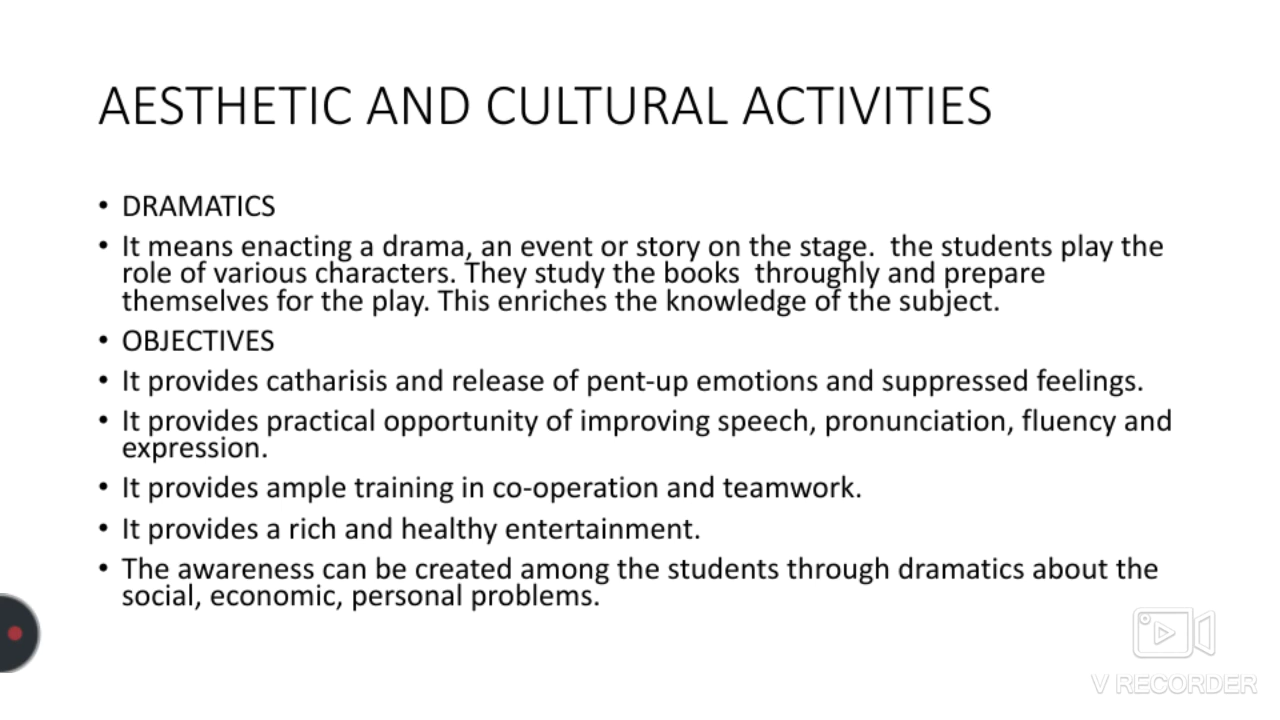 AESTHETIC AND CULTURAL ACTIVITIES
• DRAMATICS
• It means enacting a drama, an event or story on the stage.  the students play the
role of various characters. They study the books  throughly and prepare
themselves for the play. This enriches the knowledge of the subject.
• OBJECTIVES
• It provides catharisis and release of pent-up emotions and suppressed feelings.
• It provides practical opportunity of improving speech, pronunciation, fluency and
expression.
• It provides ample training in co-operation and teamwork.
• It provides a rich and healthy entertainment.
• The awareness can be created among the students through dramatics about the
social, economic, personal problems.
V RECORDER